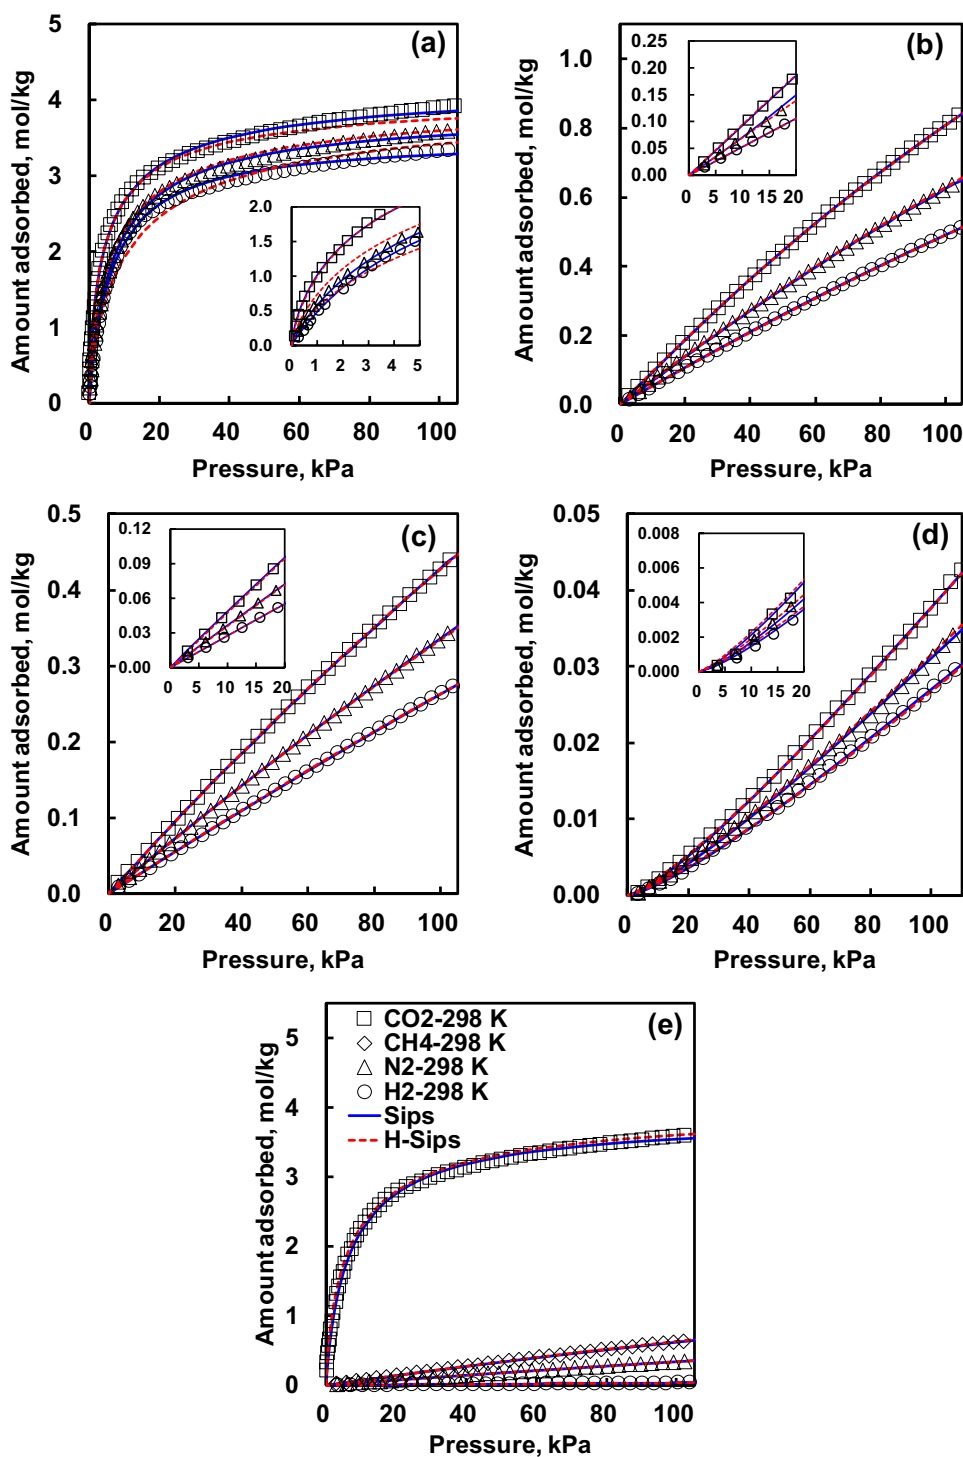 (a)
Amount adsorbed, mol/kg
5
4
3
2
1
0
0 20 40 60 80 100
Pressure, kPa
2.0
1.5
1.0
0.5
0.0
0 1 2 3 4 5
(b)
Amount adsorbed, mol/kg
1.0
0.8
0.6
0.4
0.2
0.0
0 20 40 60 80 100
Pressure, kPa
0.25
0.20
0.15
0.10
0.05
0.00
0 5 10 15 20
(c)
Amount adsorbed, mol/kg
0.5
0.4
0.3
0.2
0.1
0.0
0 20 40 60 80 100
Pressure, kPa
0.12
0.09
0.06
0.03
0.00
0 5 10 15 20
(d)
Amount adsorbed, mol/kg
0.05
0.04
0.03
0.02
0.01
0.00
0 20 40 60 80 100
Pressure, kPa
0.008
0.006
0.004
0.002
0.000
0 5 10 15 20
(e)
CO2-298 K
CH4-298 K
N2-298 K
H2-298 K
Sips
H-Sips
Amount adsorbed, mol/kg
5
4
3
2
1
0
0 20 40 60 80 100
Pressure, kPa